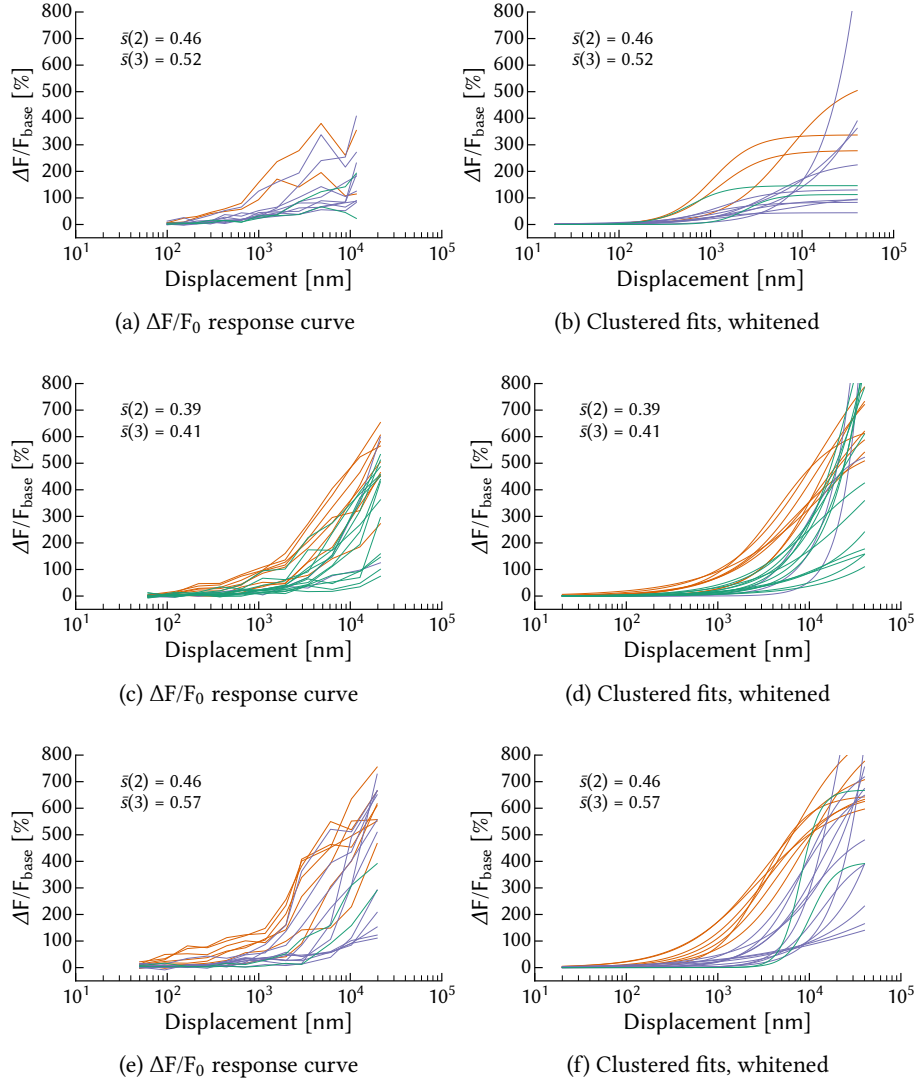 800
700
600
500
400
300
200
100
0
ΔF/F_base [%]
s̄(2) = 0.46
s̄(3) = 0.52
10^1 10^2 10^3 10^4 10^5
Displacement [nm]
(a) ΔF/F_0 response curve
800
700
600
500
400
300
200
100
0
ΔF/F_base [%]
s̄(2) = 0.46
s̄(3) = 0.52
10^1 10^2 10^3 10^4 10^5
Displacement [nm]
(b) Clustered fits, whitened
800
700
600
500
400
300
200
100
0
ΔF/F_base [%]
s̄(2) = 0.39
s̄(3) = 0.41
10^1 10^2 10^3 10^4 10^5
Displacement [nm]
(c) ΔF/F_0 response curve
800
700
600
500
400
300
200
100
0
ΔF/F_base [%]
s̄(2) = 0.39
s̄(3) = 0.41
10^1 10^2 10^3 10^4 10^5
Displacement [nm]
(d) Clustered fits, whitened
800
700
600
500
400
300
200
100
0
ΔF/F_base [%]
s̄(2) = 0.46
s̄(3) = 0.57
10^1 10^2 10^3 10^4 10^5
Displacement [nm]
(e) ΔF/F_0 response curve
800
700
600
500
400
300
200
100
0
ΔF/F_base [%]
s̄(2) = 0.46
s̄(3) = 0.57
10^1 10^2 10^3 10^4 10^5
Displacement [nm]
(f) Clustered fits, whitened